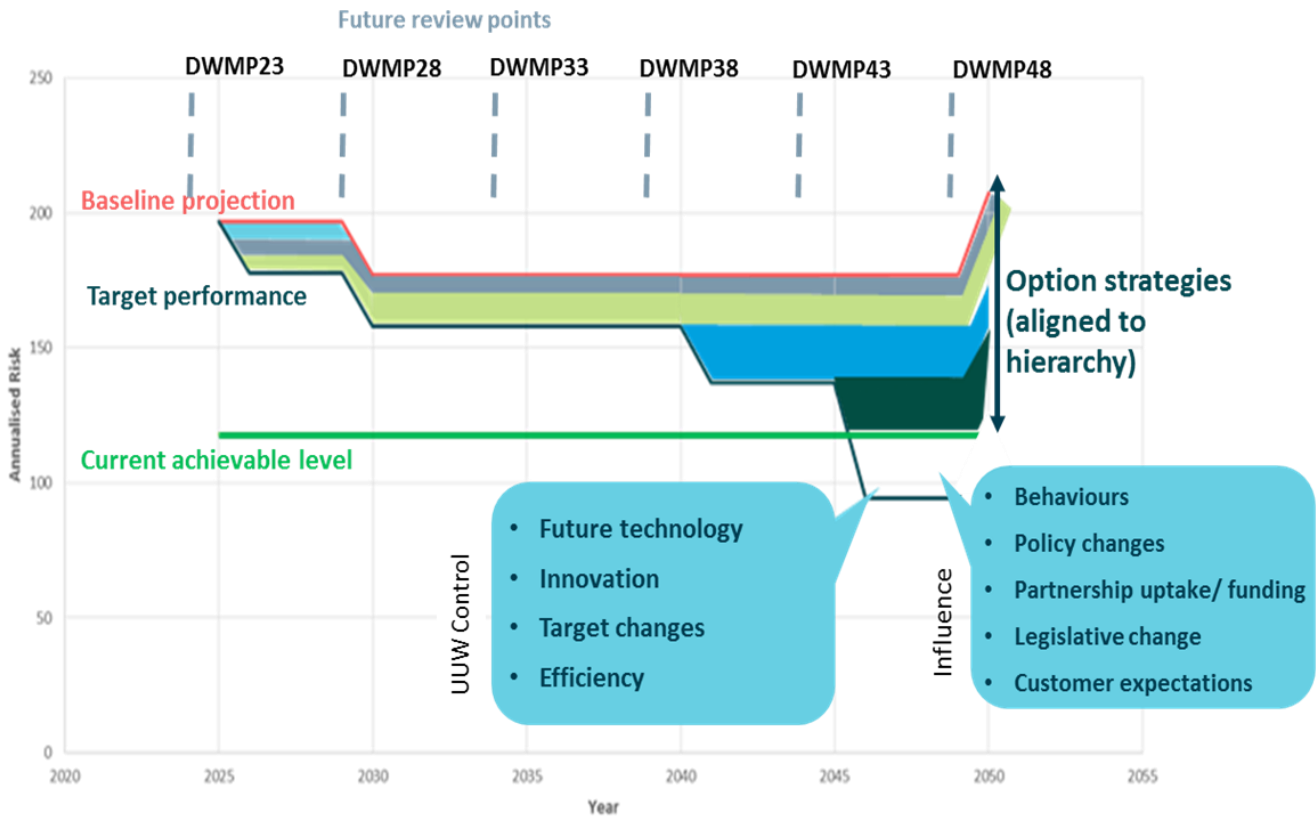 Future review points
DWMP23 DWMP28 DWMP33 DWMP38 DWMP43 DWMP48
250
200
150
100
50
0
Annualised Risk
Baseline projection
Target performance
Current achievable level
Option strategies
(aligned to
hierarchy)
UUW Control
• Future technology
• Innovation
• Target changes
• Efficiency
Influence
• Behaviours
• Policy changes
• Partnership uptake/ funding
• Legislative change
• Customer expectations
2020 2025 2030 2035 2040 2045 2050 2055
Year